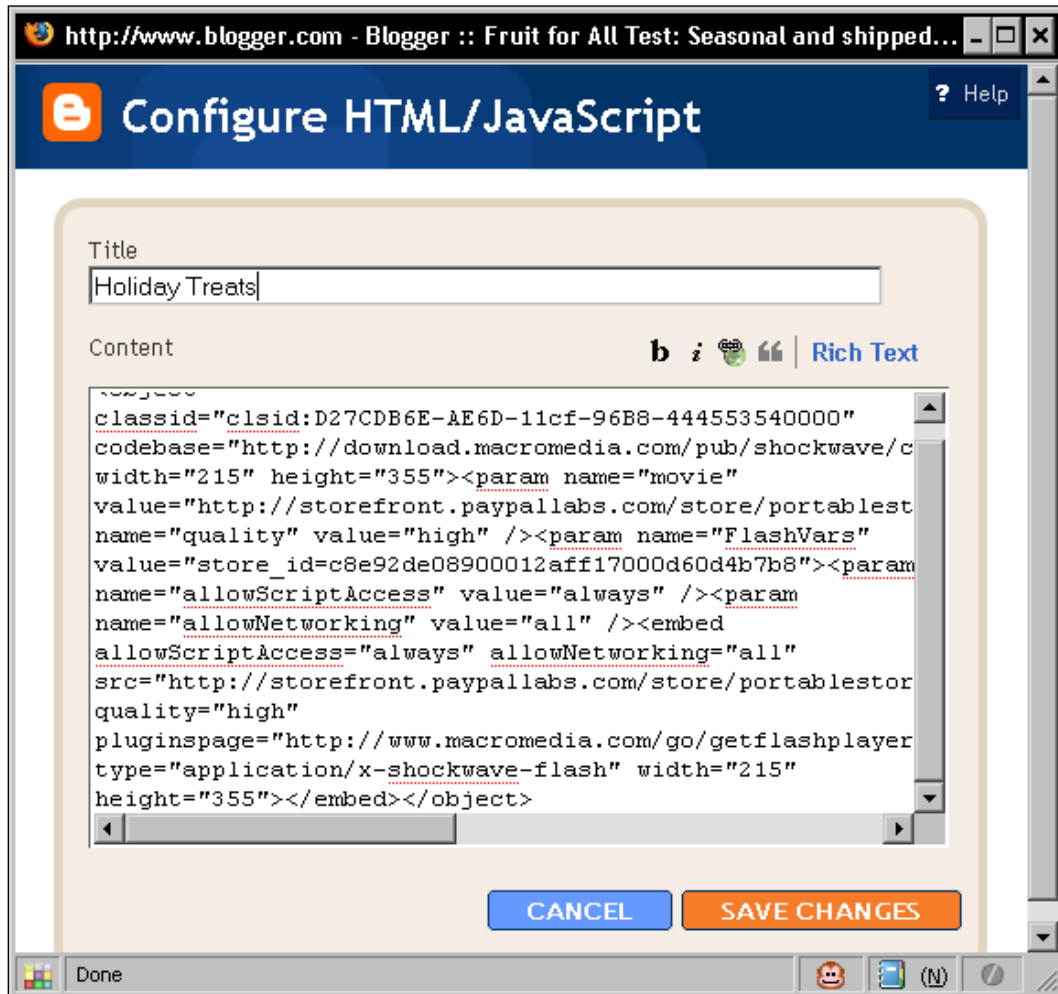 http://www.blogger.com - Blogger :: Fruit for All Test: Seasonal and shipped...
? Help
Configure HTML/JavaScript
Title
Holiday Treats
Content
b i Rich Text
classid="clsid:D27CDB6E-AE6D-11cf-96B8-444553540000"
codebase="http://download.macromedia.com/pub/shockwave/c
width="215" height="355"><param name="movie"
value="http://storefront.paypallabs.com/store/portablest
name="quality" value="high" /><param name="FlashVars"
value="store_id=c8e92de08900012aff17000d60d4b7b8"><param
name="allowScriptAccess" value="always" /><param
name="allowNetworking" value="all" /><embed
allowScriptAccess="always" allowNetworking="all"
src="http://storefront.paypallabs.com/store/portablestor
quality="high"
pluginspage="http://www.macromedia.com/go/getflashplayer
type="application/x-shockwave-flash" width="215"
height="355"></embed></object>
CANCEL SAVE CHANGES
Done (N)